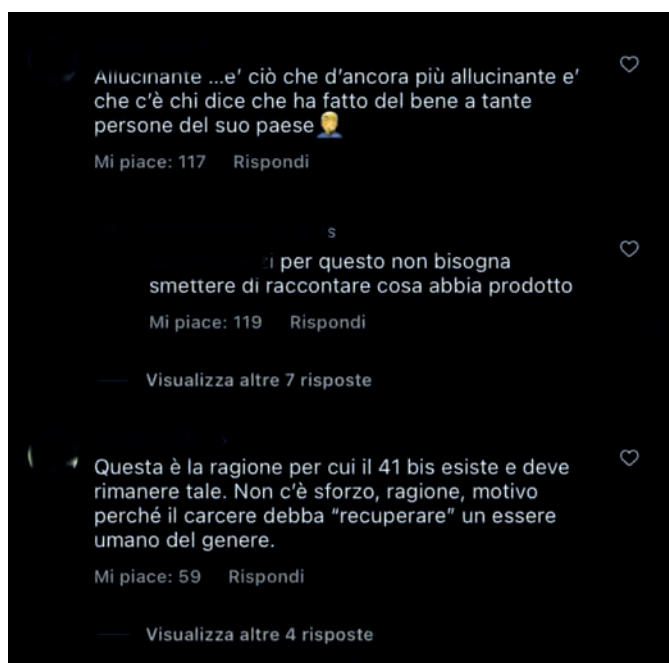 Allucinante ...e' ciò che d'ancora più allucinante e'
che c'è chi dice che ha fatto del bene a tante
persone del suo paese🤦
Mi piace: 117 Rispondi
s
i per questo non bisogna
smettere di raccontare cosa abbia prodotto
Mi piace: 119 Rispondi
Visualizza altre 7 risposte
Questa è la ragione per cui il 41 bis esiste e deve
rimanere tale. Non c'è sforzo, ragione, motivo
perché il carcere debba “recuperare” un essere
umano del genere.
Mi piace: 59 Rispondi
Visualizza altre 4 risposte